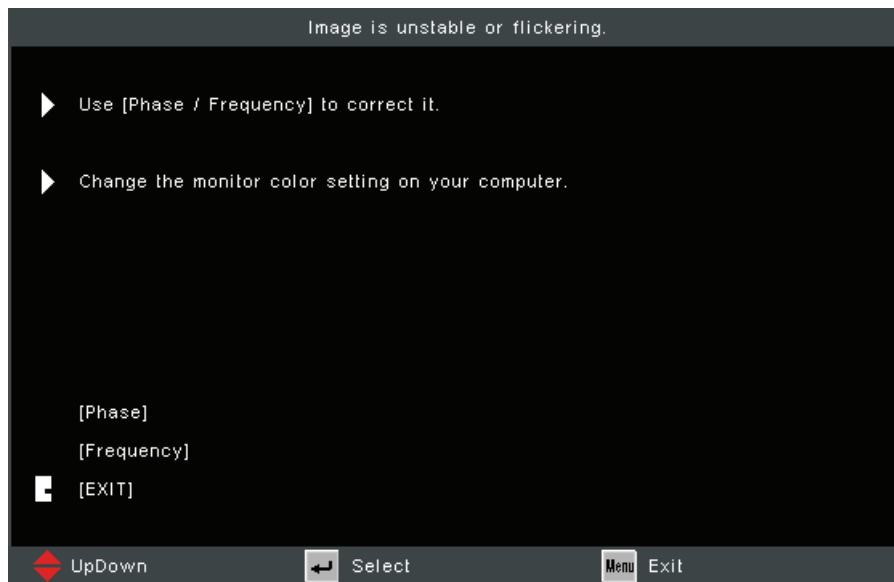 Image is unstable or flickering.
Use [Phase / Frequency] to correct it.
Change the monitor color setting on your computer.
[Phase]
[Frequency]
[EXIT]
UpDown Select Menu Exit